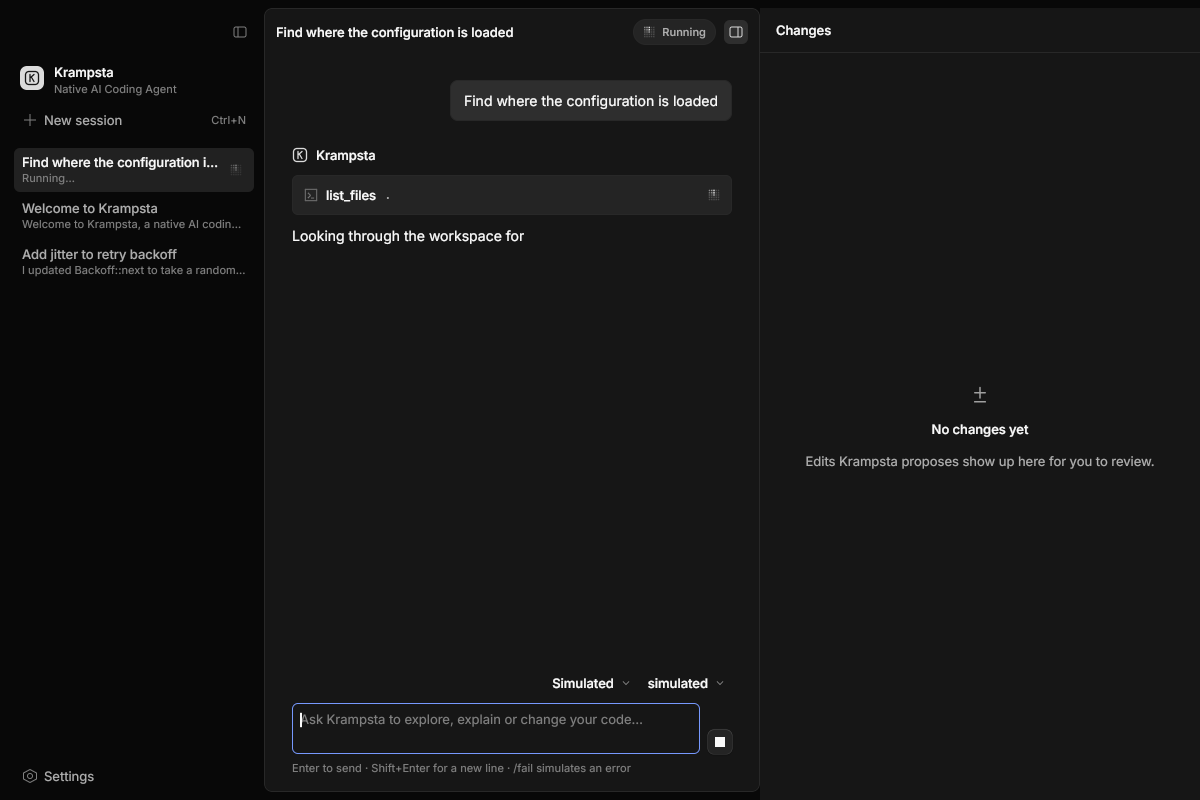 Krampsta
Native AI Coding Agent
New session Ctrl+N
Find where the configuration i...
Running...
Welcome to Krampsta
Welcome to Krampsta, a native AI codin...
Add jitter to retry backoff
I updated Backoff::next to take a random...
Settings
Find where the configuration is loaded
Running
Find where the configuration is loaded
Krampsta
list_files .
Looking through the workspace for
Simulated simulated
Ask Krampsta to explore, explain or change your code...
Enter to send · Shift+Enter for a new line · /fail simulates an error
Changes
No changes yet
Edits Krampsta proposes show up here for you to review.